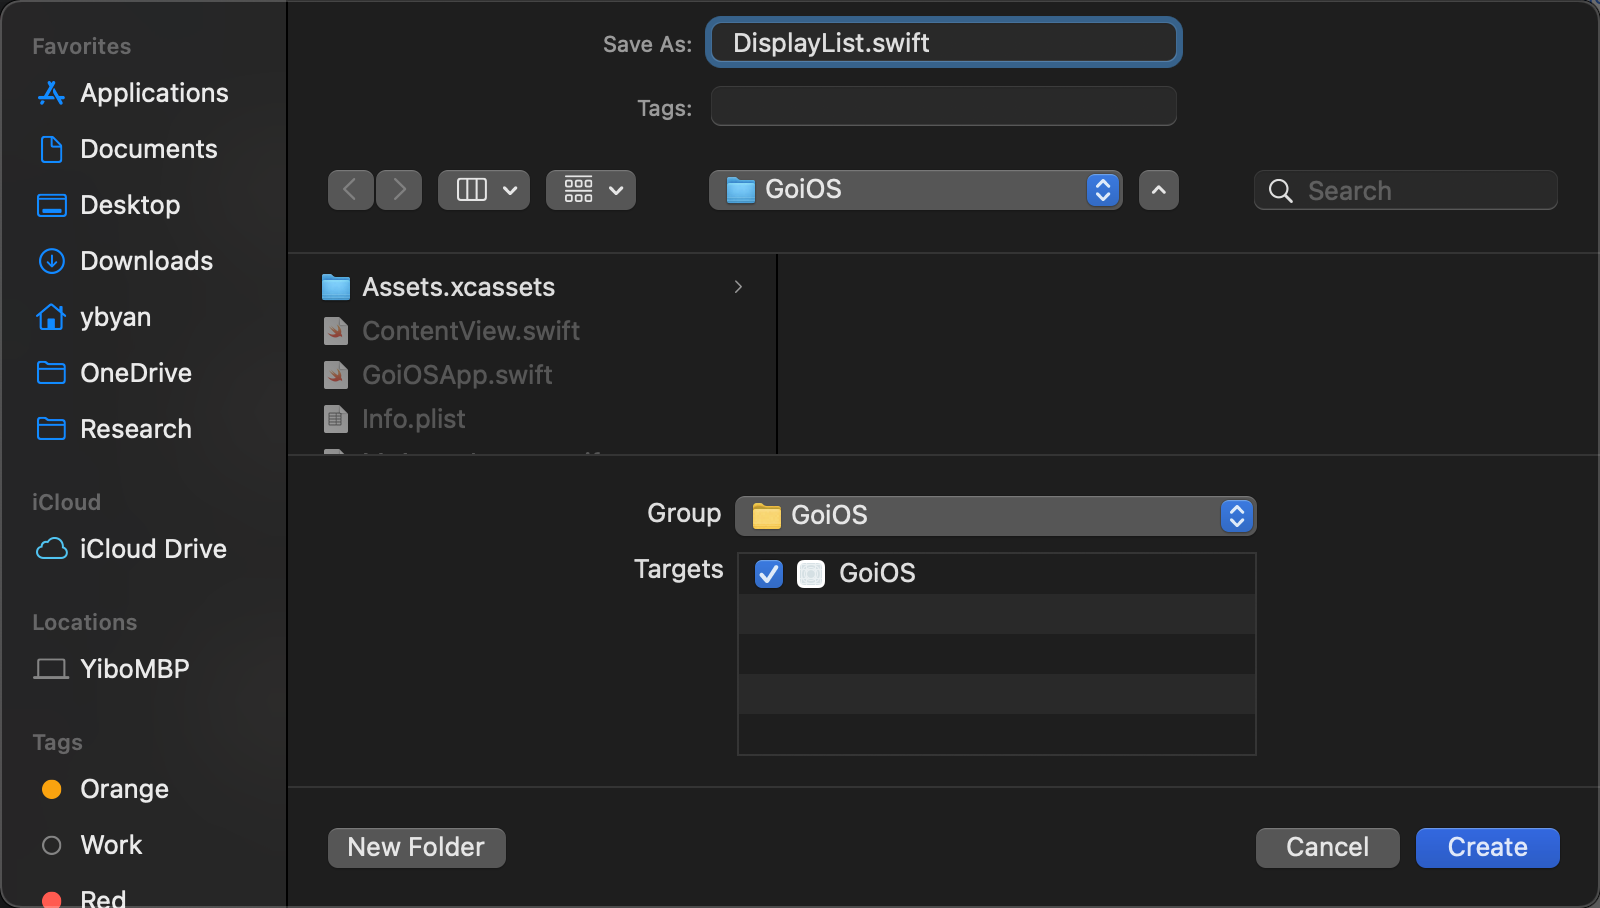 Favorites
Applications
Documents
Desktop
Downloads
ybyan
OneDrive
Research
iCloud
iCloud Drive
Locations
YiboMBP
Tags
Orange
Work
Red
Save As: DisplayList.swift
Tags:
GoiOS
Search
Assets.xcassets
ContentView.swift
GoiOSApp.swift
Info.plist
Group GoiOS
Targets GoiOS
New Folder
Cancel
Create